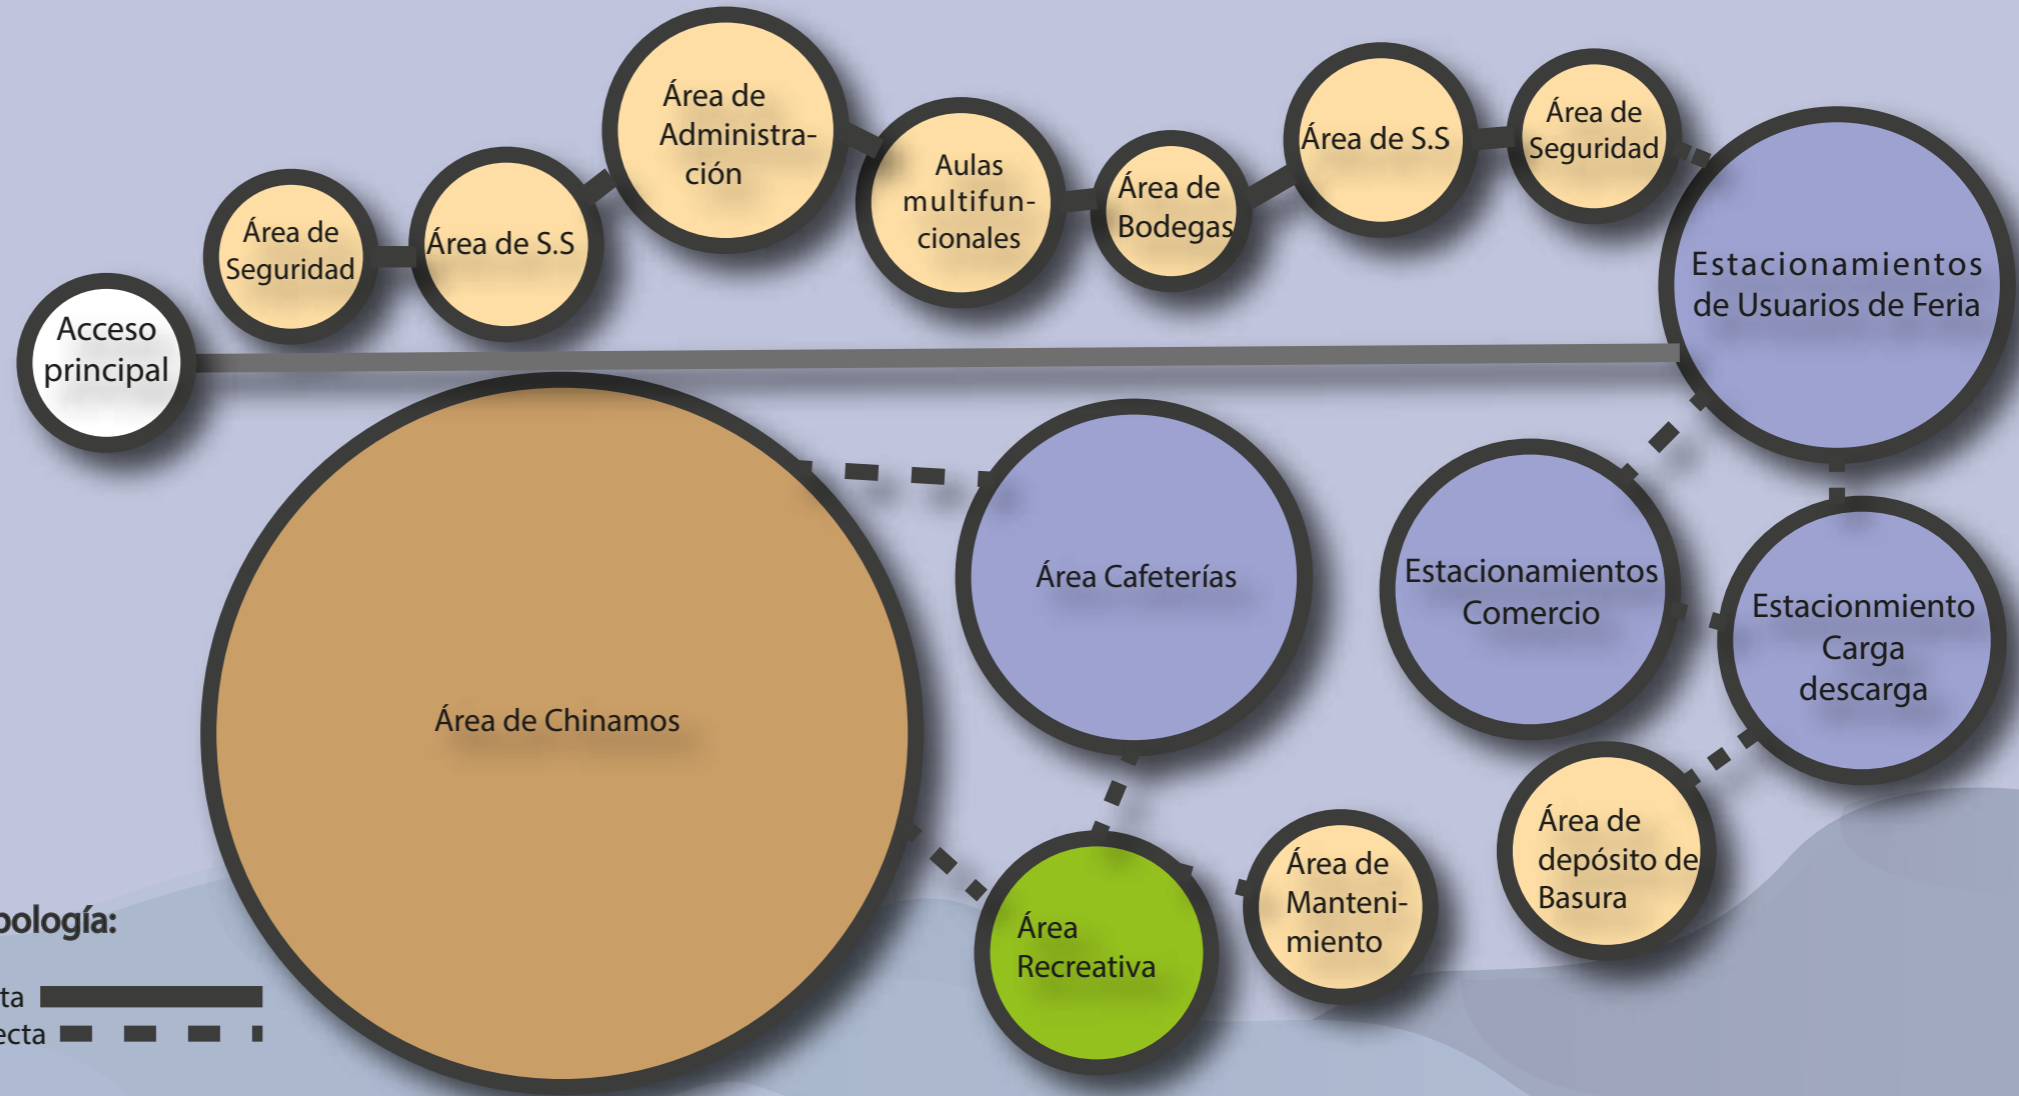 Área de
Administra-
ción
Área de
Seguridad
Área de S.S
Aulas
multifun-
cionales
Área de
Bodegas
Área de S.S
Área de
Seguridad
Acceso
principal
Estacionamientos
de Usuarios de Feria
Área de Chinamos
Área Cafeterías
Estacionamientos
Comercio
Estacionmiento
Carga
descarga
Área de
depósito de
Basura
Área de
Manteni-
miento
Área
Recreativa
pología:
ta
ecta